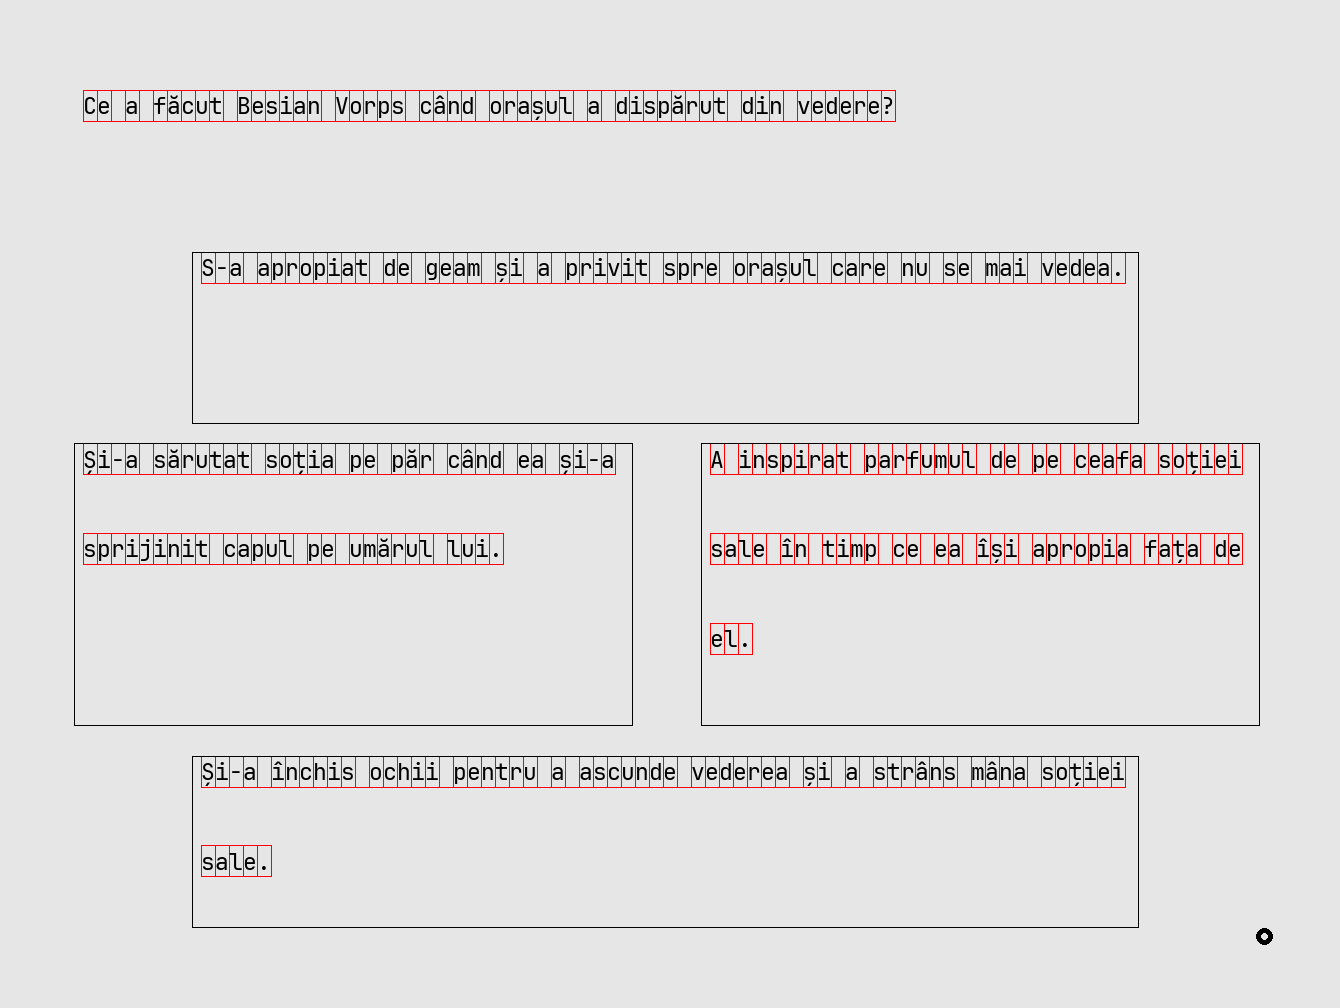 Ce a făcut Besian Vorps când orașul a dispărut din vedere?
S-a apropiat de geam și a privit spre orașul care nu se mai vedea.
Și-a sărutat soția pe păr când ea și-a
sprijinit capul pe umărul lui.
A inspirat parfumul de pe ceafa soției
sale în timp ce ea își apropia fața de
el.
Și-a închis ochii pentru a ascunde vederea și a strâns mâna soției
sale.